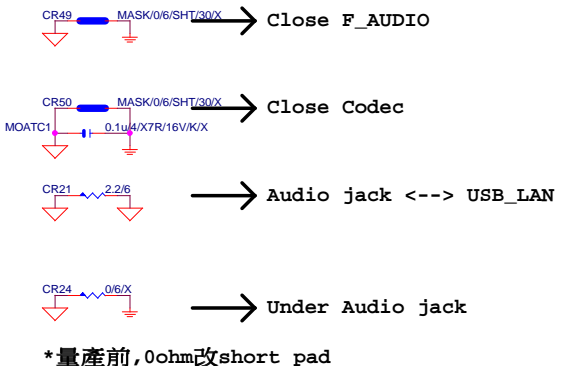 CR49 MASK/0/6/SHT/30/X Close F_AUDIO
CR50 MASK/0/6/SHT/30/X Close Codec
MOATC1 0.1u/4/X7R/16V/K/X
CR21 2.2/6 Audio jack <--> USB_LAN
CR24 0/6/X Under Audio jack
*量產前,0ohm改short pad